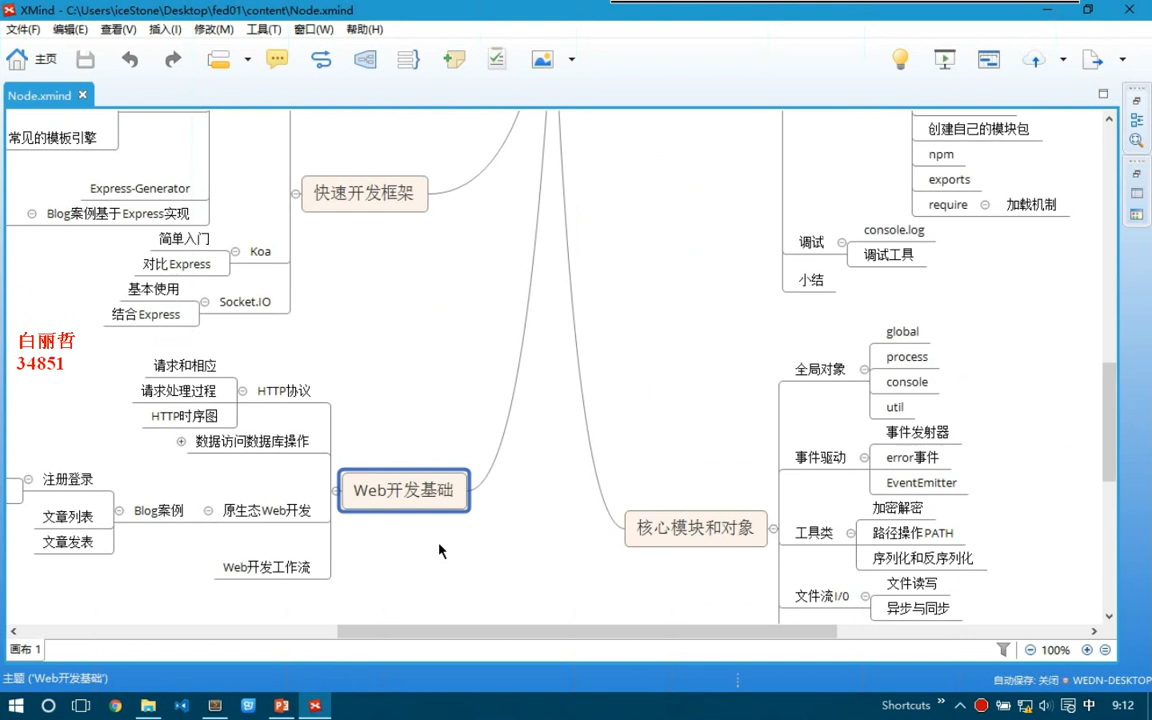 XMind - C:\Users\iceStone\Desktop\fed01\content\Node.xmind
文件(F) 编辑(E) 查看(V) 插入(I) 修改(M) 工具(T) 窗口(W) 帮助(H)
主页
Node.xmind
常见的模板引擎
Express-Generator
Blog案例基于Express实现
快速开发框架
简单入门
对比Express
Koa
基本使用
结合Express
Socket.IO
白丽哲
34851
请求和相应
请求处理过程
HTTP时序图
HTTP协议
数据访问数据库操作
注册登录
文章列表
文章发表
Blog案例
原生态Web开发
Web开发工作流
Web开发基础
创建自己的模块包
npm
exports
require
加载机制
调试
console.log
调试工具
小结
全局对象
global
process
console
util
事件驱动
事件发射器
error事件
EventEmitter
核心模块和对象
工具类
加密解密
路径操作PATH
序列化和反序列化
文件流I/0
文件读写
异步与同步
画布 1
100%
主题 ('Web开发基础')
自动保存: 关闭
WEDN-DESKTOP
Shortcuts
中
9:12